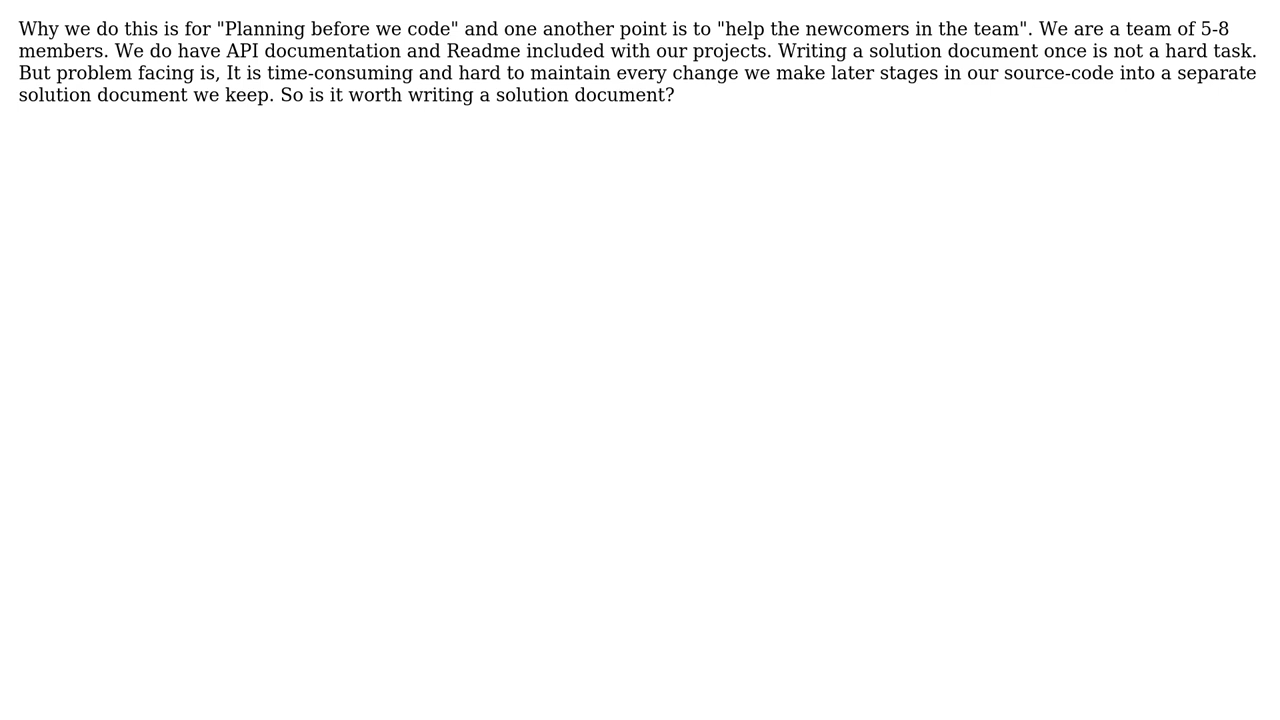 Why we do this is for "Planning before we code" and one another point is to "help the newcomers in the team". We are a team of 5-8
members. We do have API documentation and Readme included with our projects. Writing a solution document once is not a hard task.
But problem facing is, It is time-consuming and hard to maintain every change we make later stages in our source-code into a separate
solution document we keep. So is it worth writing a solution document?